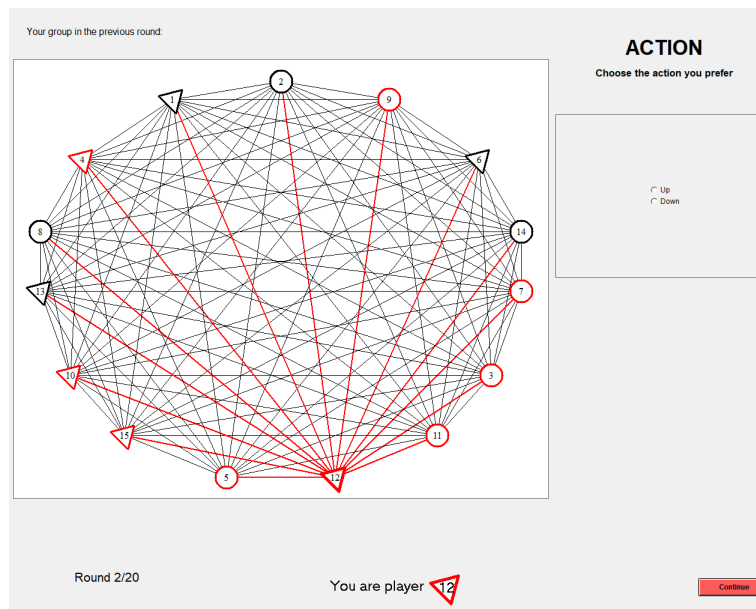 Your group in the previous round:
ACTION
Choose the action you prefer
2
1
9
4
6
8
14
13
7
10
3
15
11
5
12
Up
Down
Round 2/20
You are player 12
Continue